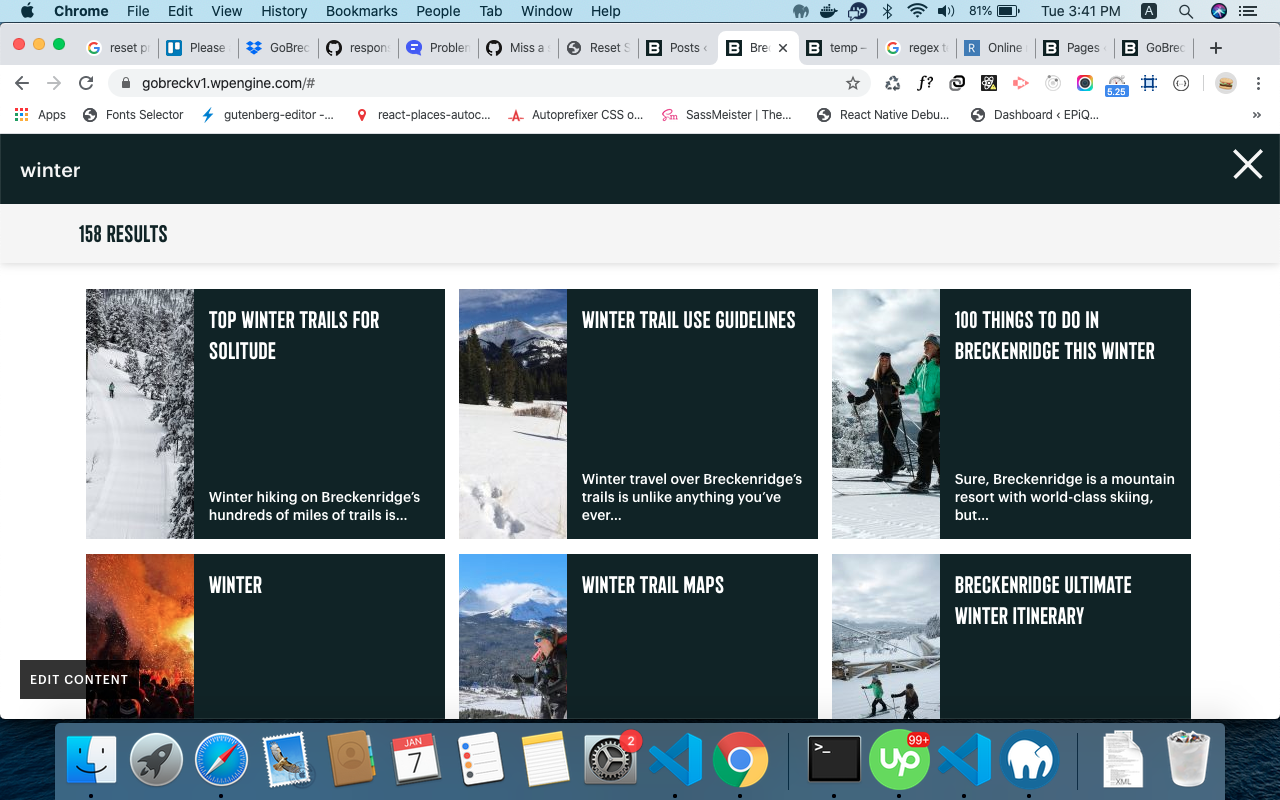 Chrome File Edit View History Bookmarks People Tab Window Help 81% Tue 3:41 PM A
reset pr Please GoBrec respon Problem Miss a s Reset S Posts ‹ Bre temp – regex t Online Pages GoBrec
gobreckv1.wpengine.com/#
f? 5.25
Apps Fonts Selector gutenberg-editor -... react-places-autoc... Autoprefixer CSS o... SassMeister | The... React Native Debu... Dashboard ‹ EPiQ... »
winter
158 RESULTS
TOP WINTER TRAILS FOR
SOLITUDE
Winter hiking on Breckenridge’s
hundreds of miles of trails is...
WINTER TRAIL USE GUIDELINES
Winter travel over Breckenridge’s
trails is unlike anything you’ve
ever...
100 THINGS TO DO IN
BRECKENRIDGE THIS WINTER
Sure, Breckenridge is a mountain
resort with world-class skiing,
but...
WINTER
WINTER TRAIL MAPS
BRECKENRIDGE ULTIMATE
WINTER ITINERARY
EDIT CONTENT
JAN
7
2
>_
up
99+
XML